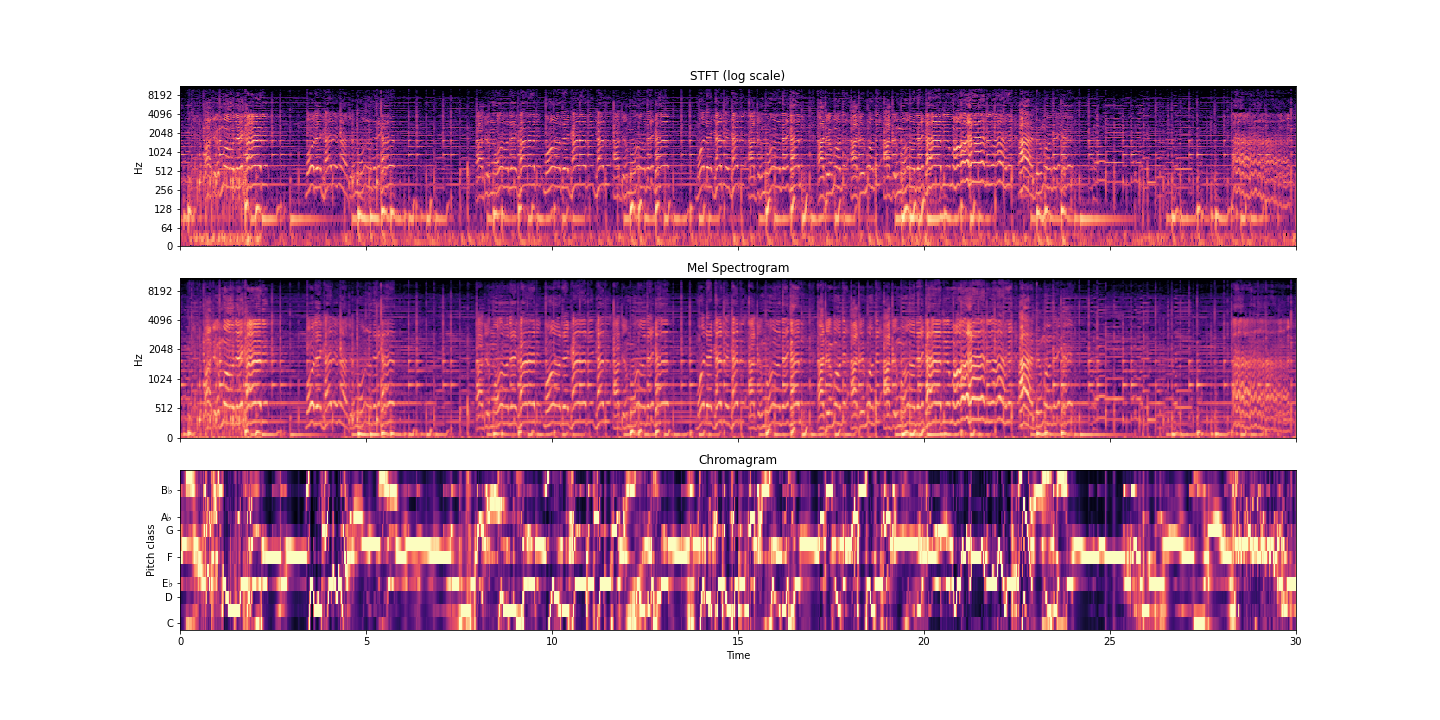 STFT (log scale)
8192
4096
2048
1024
512
256
128
64
0
Hz
Mel Spectrogram
8192
4096
2048
1024
512
0
Hz
Chromagram
B♭
A♭
G
F
E♭
D
C
Pitch class
0 5 10 15 20 25 30
Time